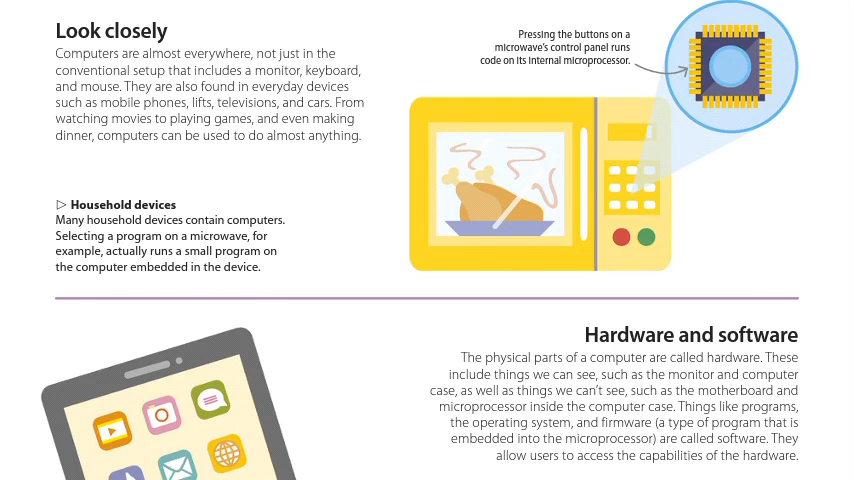 Look closely
Computers are almost everywhere, not just in the
conventional setup that includes a monitor, keyboard,
and mouse. They are also found in everyday devices
such as mobile phones, lifts, televisions, and cars. From
watching movies to playing games, and even making
dinner, computers can be used to do almost anything.
Pressing the buttons on a
microwave's control panel runs
code on its internal microprocessor.
▷ Household devices
Many household devices contain computers.
Selecting a program on a microwave, for
example, actually runs a small program on
the computer embedded in the device.
Hardware and software
The physical parts of a computer are called hardware. These
include things we can see, such as the monitor and computer
case, as well as things we can't see, such as the motherboard and
microprocessor inside the computer case. Things like programs,
the operating system, and firmware (a type of program that is
embedded into the microprocessor) are called software. They
allow users to access the capabilities of the hardware.